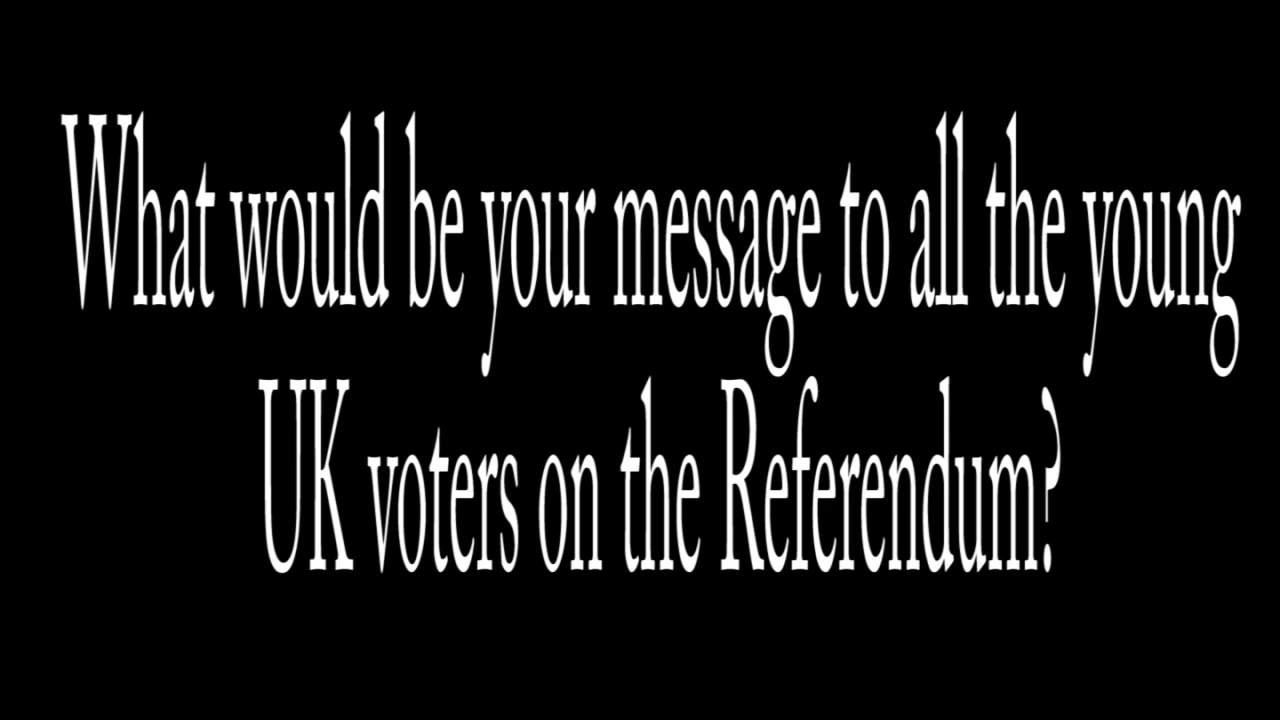 What would be your message to all the young
UK voters on the Referendum?